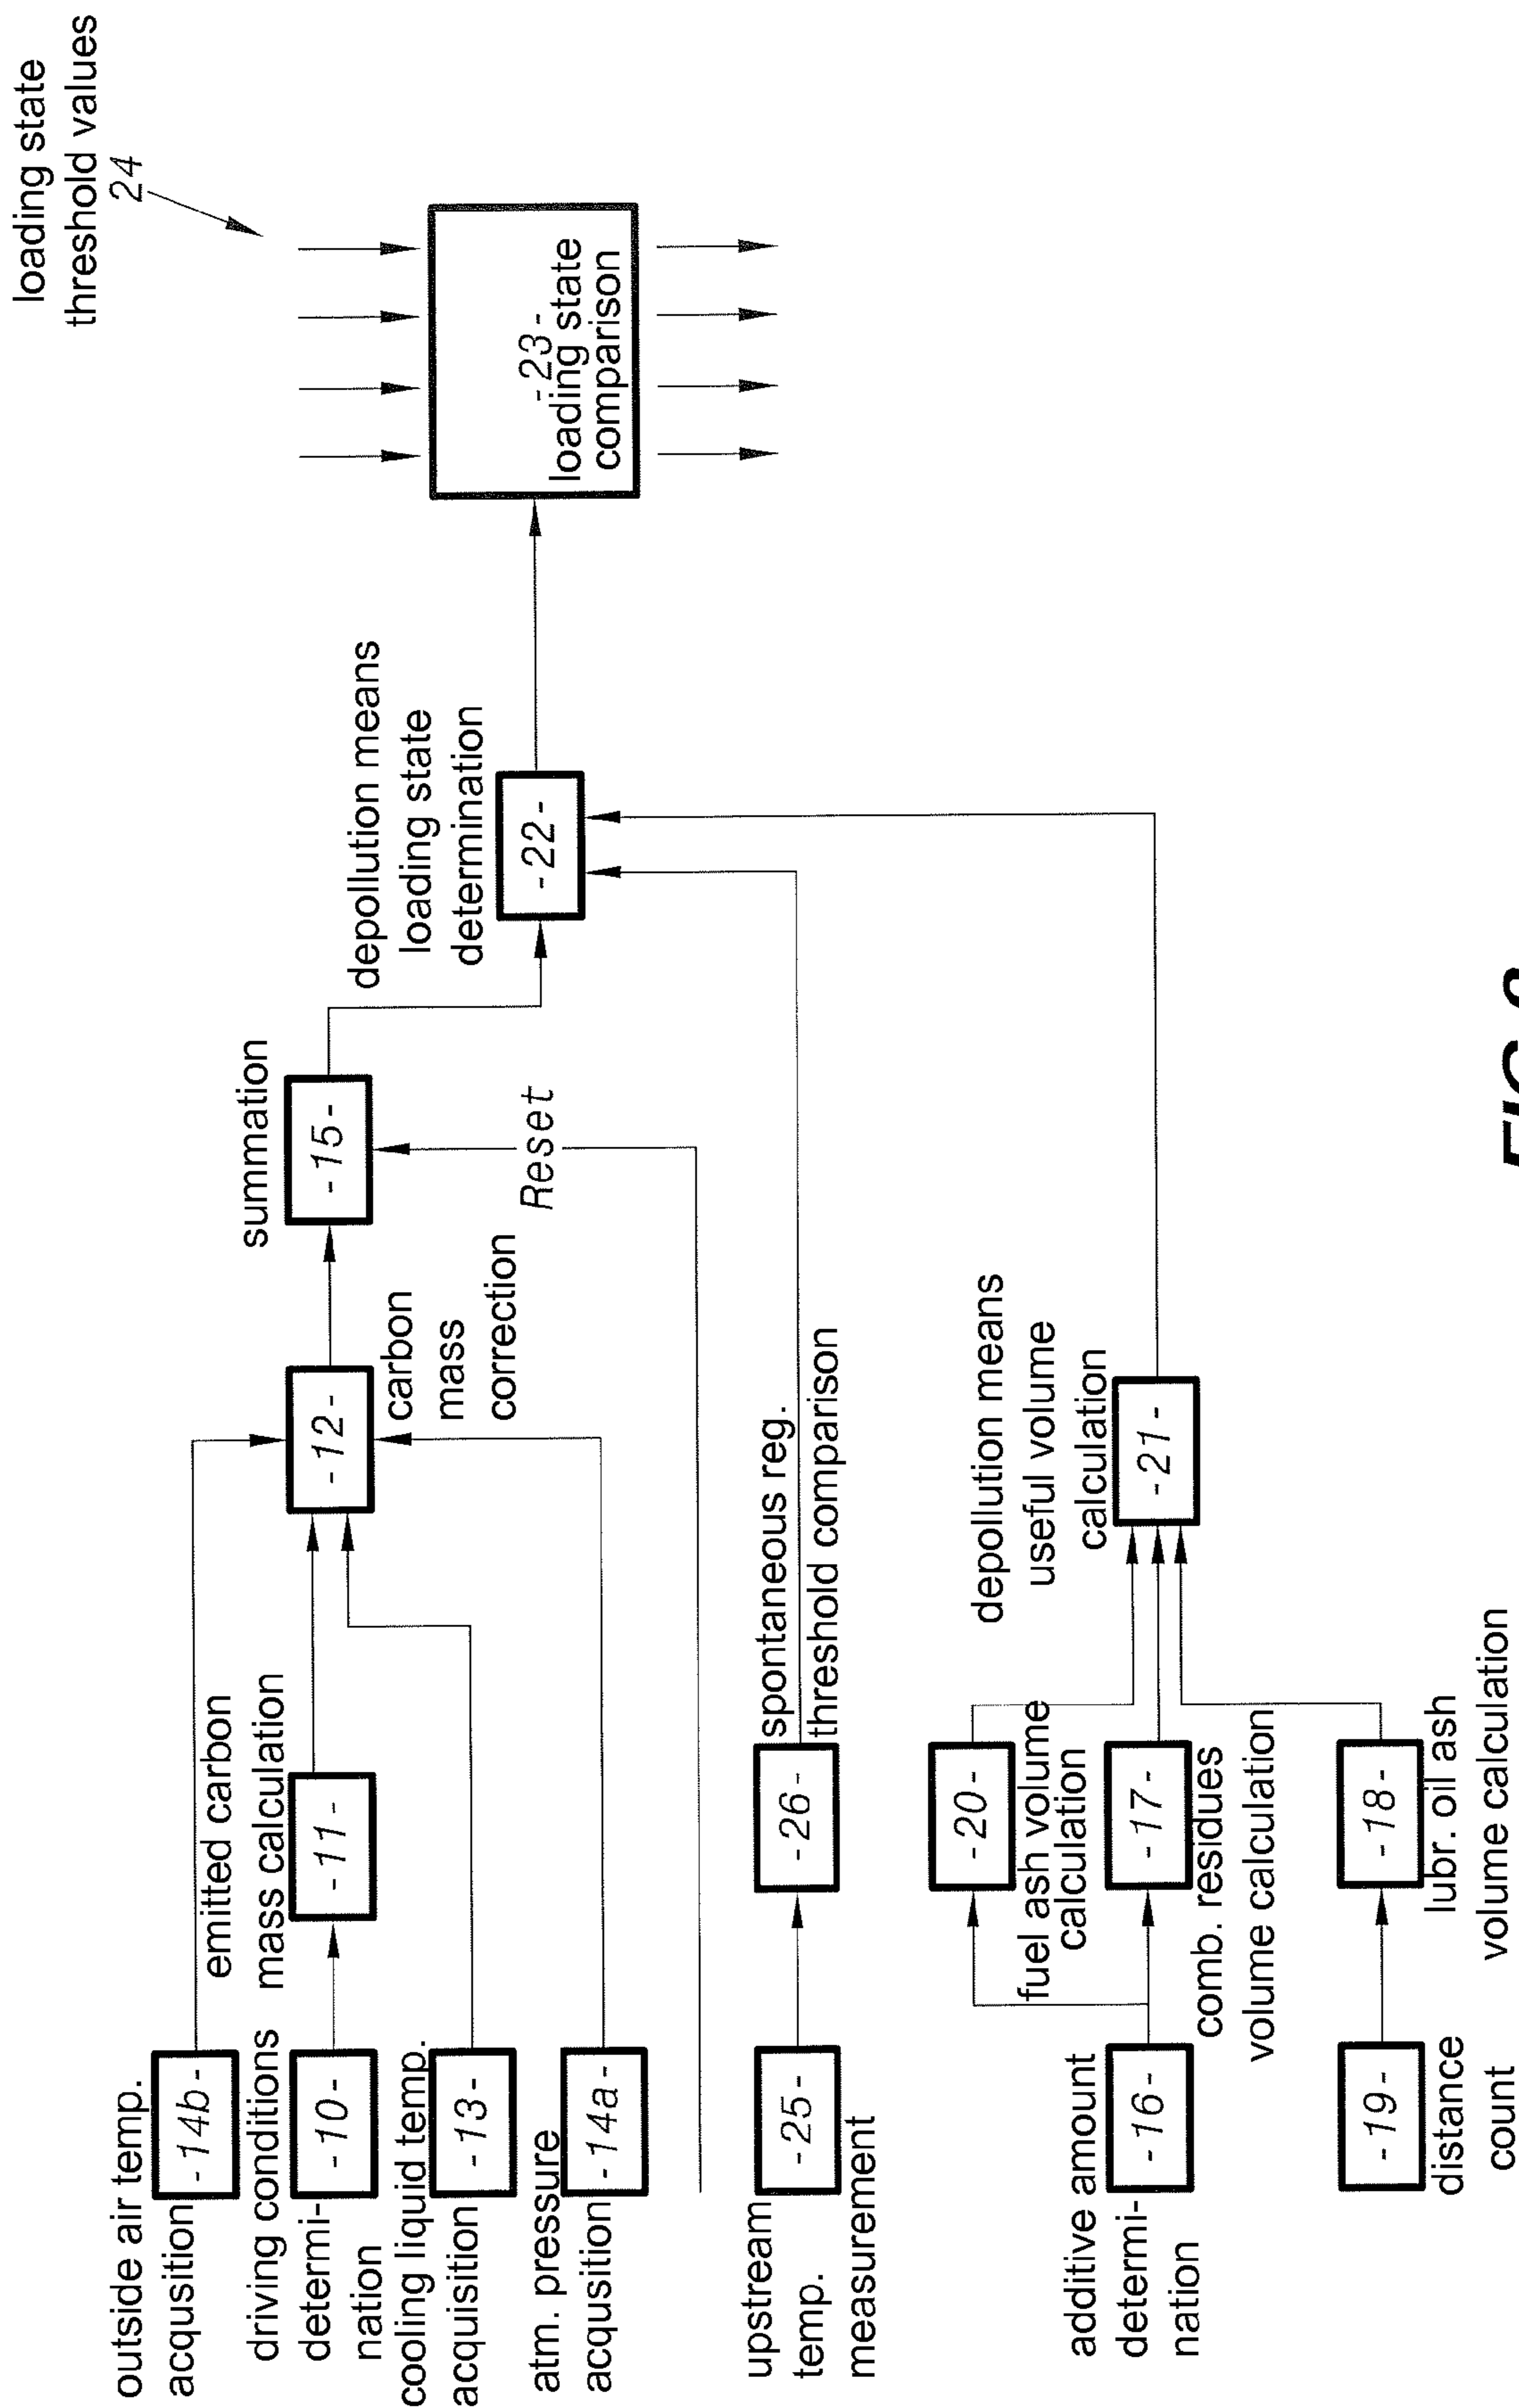 loading state
threshold values
24
-23-
loading state
comparison
depollution means
loading state
determination
-22-
summation
-15-
Reset
-12-
carbon
mass
correction
emitted carbon
mass calculation
-11-
outside air temp.
acqusition
-14b-
driving conditions
determi-
nation
-10-
cooling liquid temp.
acquisition
-13-
atm. pressure
acqusition
-14a-
spontaneous reg.
threshold comparison
-26-
upstream
temp.
measurement
-25-
depollution means
useful volume
calculation
-21-
-20-
fuel ash volume
calculation
-17-
comb. residues
volume calculation
-18-
lubr. oil ash
volume calculation
additive amount
determi-
nation
-16-
-19-
distance
count
FIG.